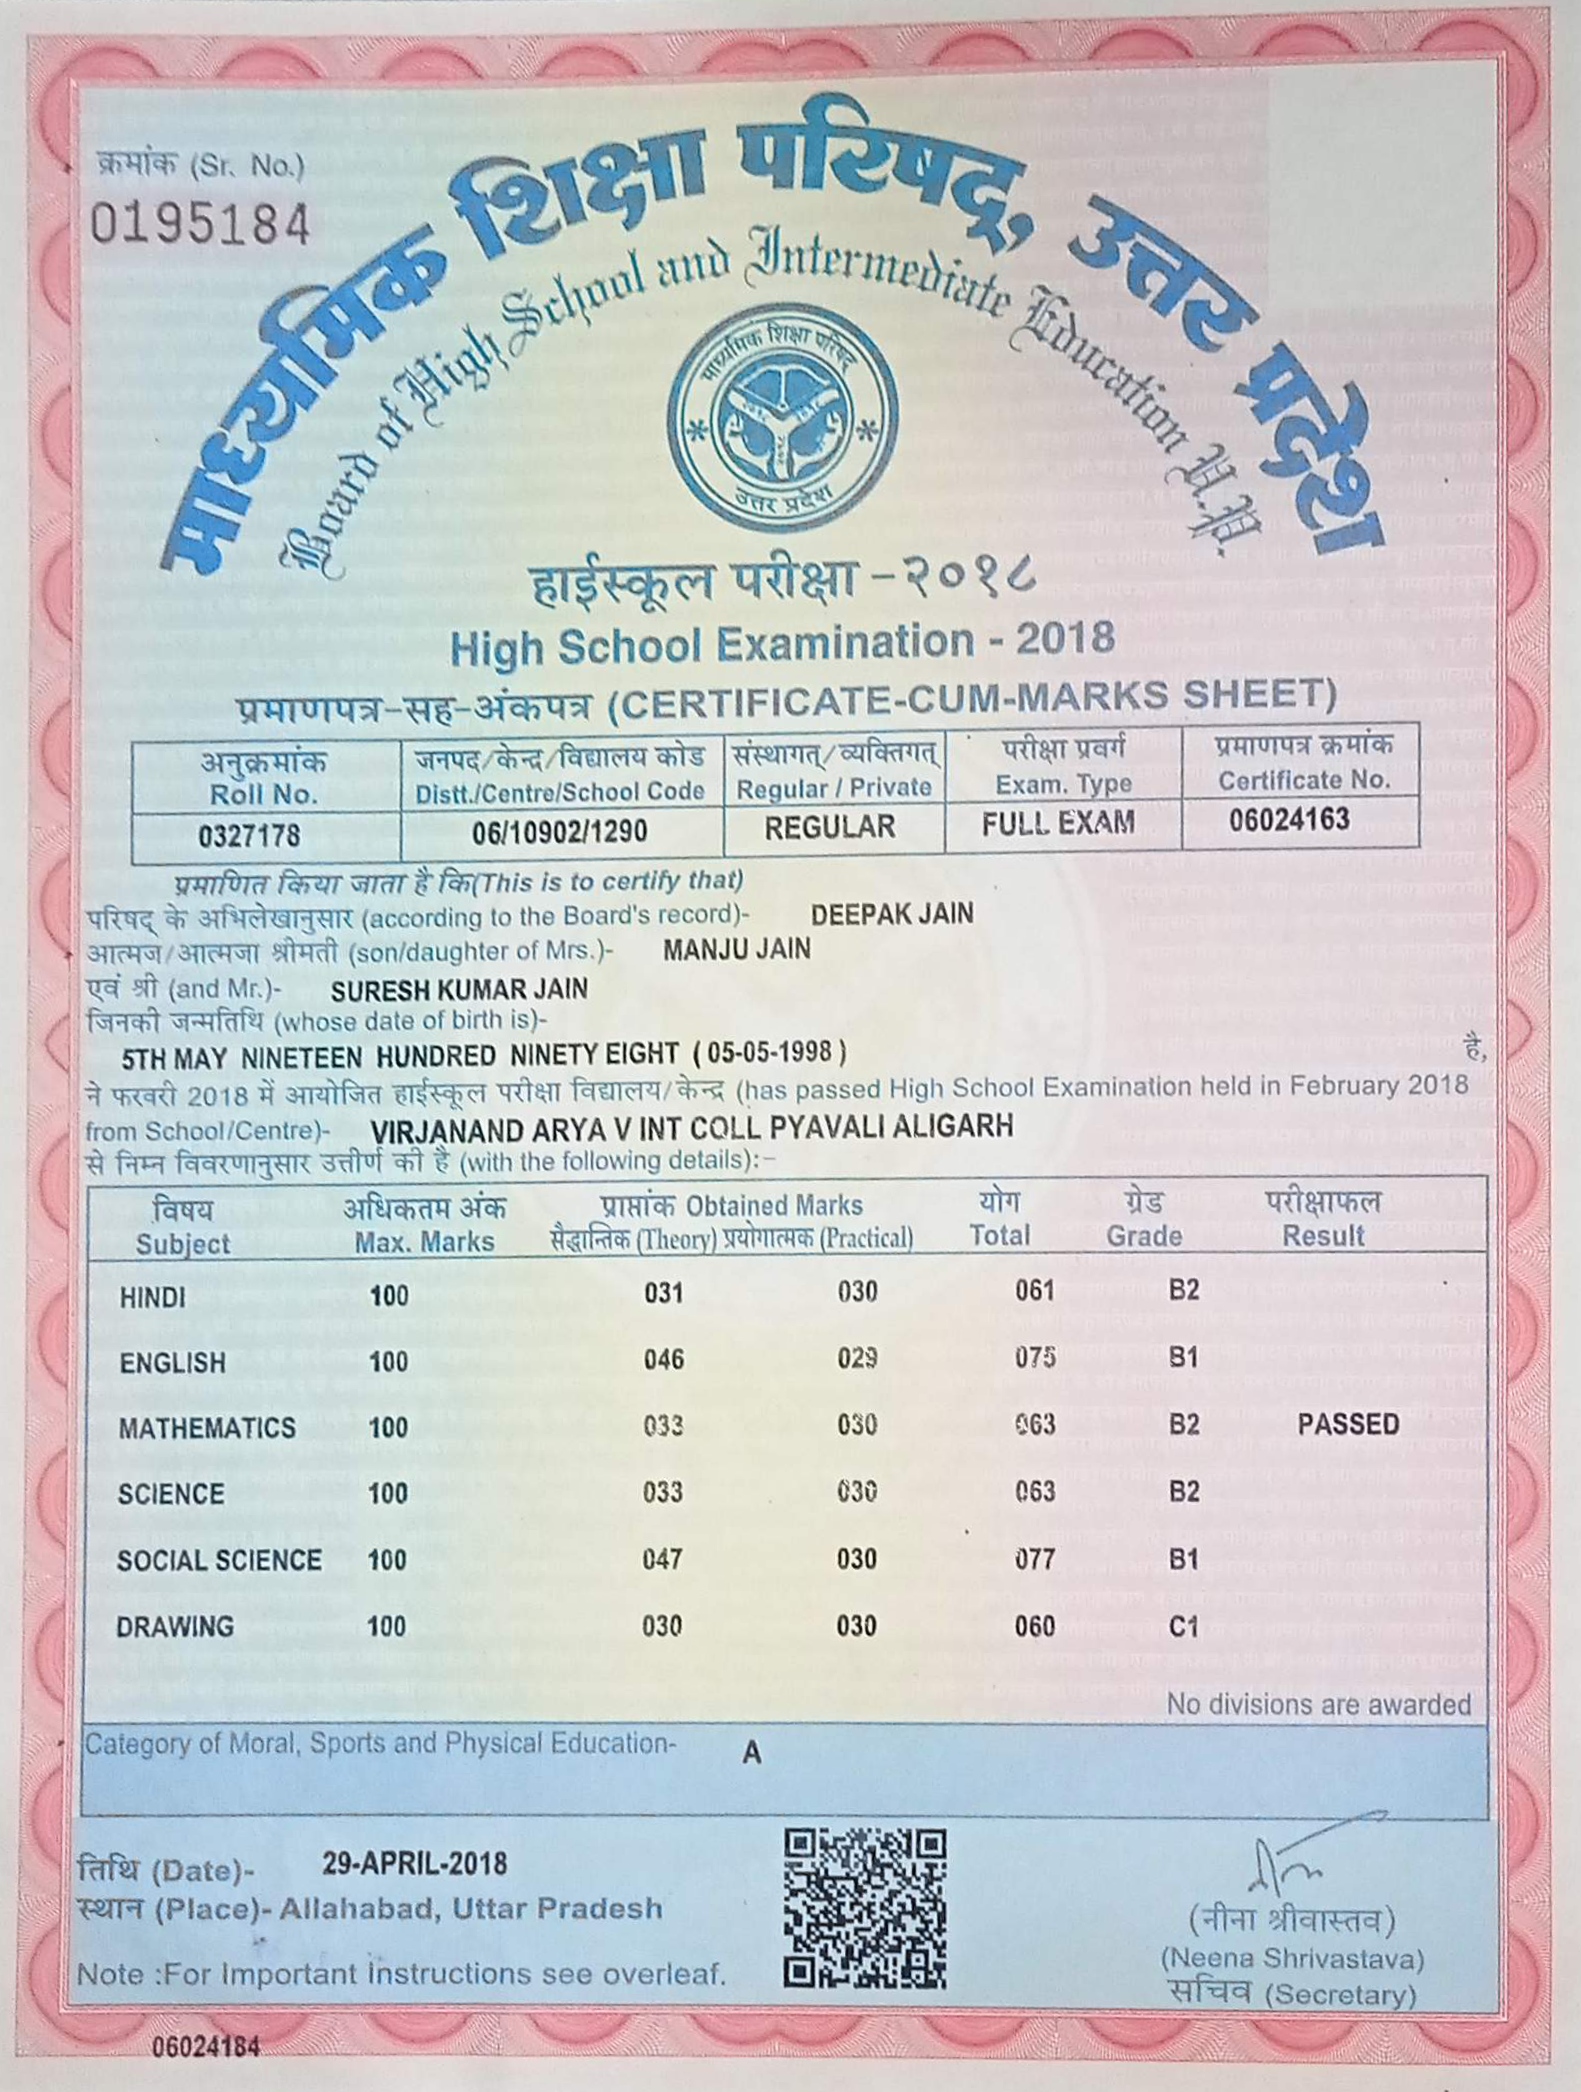 क्रमांक (Sr. No.)
0195184
माध्यमिक शिक्षा परिषद्, उत्तर प्रदेश
Board of High School and Intermediate Education U.P.
माध्यमिक शिक्षा परिषद
उत्तर प्रदेश
हाईस्कूल परीक्षा - २०१८
High School Examination - 2018
प्रमाणपत्र-सह-अंकपत्र (CERTIFICATE-CUM-MARKS SHEET)
अनुक्रमांक जनपद/केन्द्र/विद्यालय कोड संस्थागत्/व्यक्तिगत् परीक्षा प्रवर्ग प्रमाणपत्र क्रमांक
Roll No. Distt./Centre/School Code Regular / Private Exam. Type Certificate No.
0327178 06/10902/1290 REGULAR FULL EXAM 06024163
प्रमाणित किया जाता है कि(This is to certify that)
परिषद् के अभिलेखानुसार (according to the Board's record)- DEEPAK JAIN
आत्मज/आत्मजा श्रीमती (son/daughter of Mrs.)- MANJU JAIN
एवं श्री (and Mr.)- SURESH KUMAR JAIN
जिनकी जन्मतिथि (whose date of birth is)-
5TH MAY NINETEEN HUNDRED NINETY EIGHT ( 05-05-1998 ) है,
ने फरवरी 2018 में आयोजित हाईस्कूल परीक्षा विद्यालय/केन्द्र (has passed High School Examination held in February 2018
from School/Centre)- VIRJANAND ARYA V INT COLL PYAVALI ALIGARH
से निम्न विवरणानुसार उत्तीर्ण की है (with the following details):-
विषय अधिकतम अंक प्राप्तांक Obtained Marks योग ग्रेड परीक्षाफल
Subject Max. Marks सैद्धान्तिक (Theory) प्रयोगात्मक (Practical) Total Grade Result
HINDI 100 031 030 061 B2
ENGLISH 100 046 029 075 B1
MATHEMATICS 100 033 030 063 B2 PASSED
SCIENCE 100 033 030 063 B2
SOCIAL SCIENCE 100 047 030 077 B1
DRAWING 100 030 030 060 C1
No divisions are awarded
Category of Moral, Sports and Physical Education- A
तिथि (Date)- 29-APRIL-2018
स्थान (Place)- Allahabad, Uttar Pradesh
(नीना श्रीवास्तव)
(Neena Shrivastava)
सचिव (Secretary)
Note :For Important instructions see overleaf.
06024184